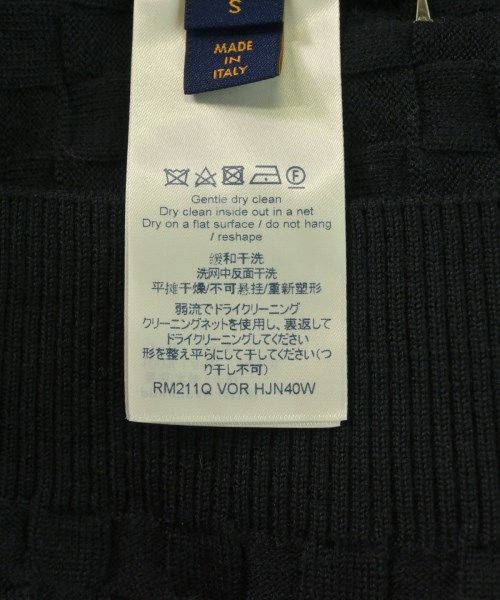 S
MADE
IN
ITALY
F
Gentle dry clean
Dry clean inside out in a net
Dry on a flat surface / do not hang
/ reshape
缓和干洗
洗网中反面干洗
平摊干燥/不可悬挂/重新塑形
弱流でドライクリーニング
クリーニングネットを使用し、裏返して
ドライクリーニングしてください
形を整え平らにして干してください(つ
り干し不可)
RM211Q VOR HJN40W